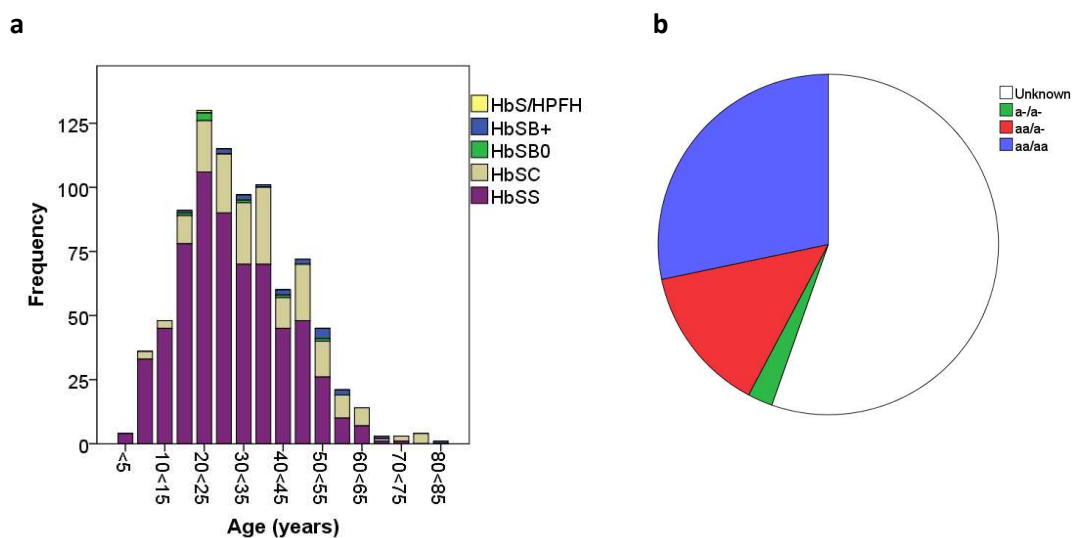 a
b
HbS/HPFH
HbSB+
HbSB0
HbSC
HbSS
Unknown
a-/a-
aa/a-
aa/aa
125
100
75
50
25
0
Frequency
<5
10<15
20<25
30<35
40<45
50<55
60<65
70<75
80<85
Age (years)